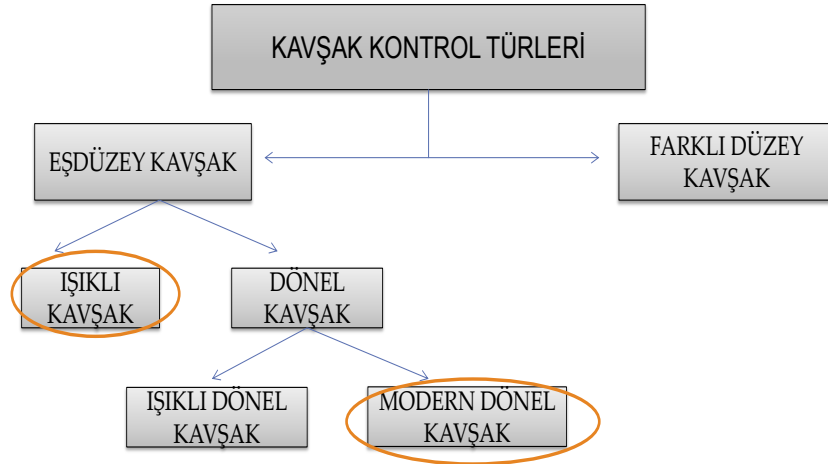 KAVŞAK KONTROL TÜRLERİ
EŞDÜZEY KAVŞAK
FARKLI DÜZEY
KAVŞAK
IŞIKLI
KAVŞAK
DÖNEL
KAVŞAK
IŞIKLI DÖNEL
KAVŞAK
MODERN DÖNEL
KAVŞAK